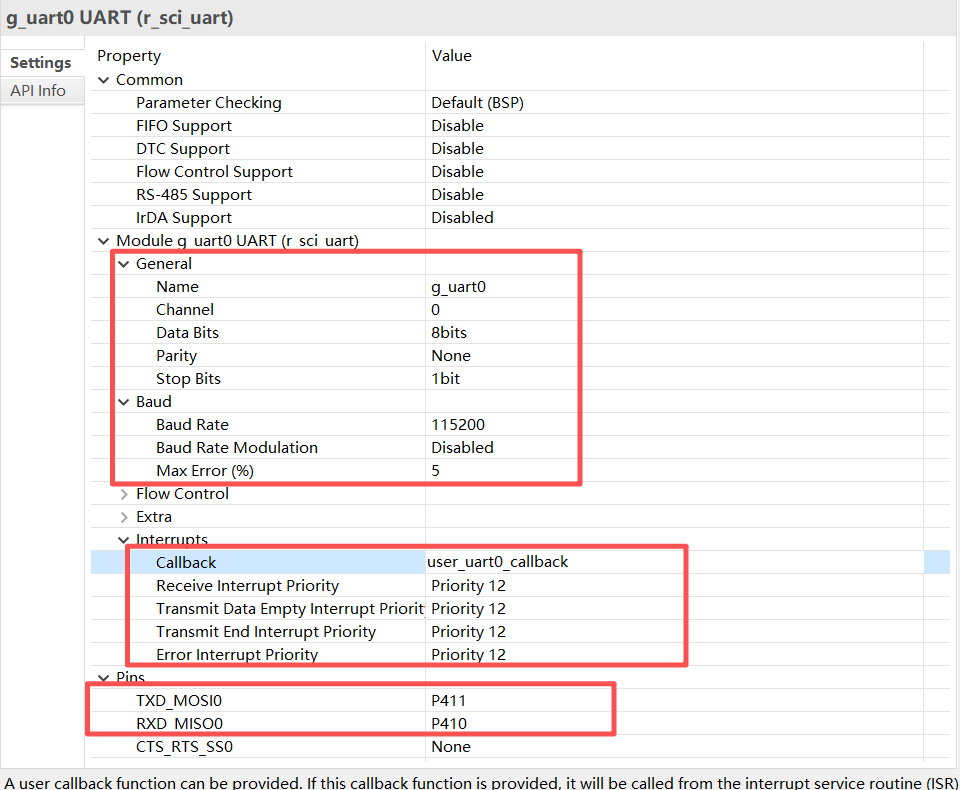 g_uart0 UART (r_sci_uart)
Settings
API Info
Property Value
Common
Parameter Checking Default (BSP)
FIFO Support Disable
DTC Support Disable
Flow Control Support Disable
RS-485 Support Disable
IrDA Support Disabled
Module g_uart0 UART (r_sci_uart)
General
Name g_uart0
Channel 0
Data Bits 8bits
Parity None
Stop Bits 1bit
Baud
Baud Rate 115200
Baud Rate Modulation Disabled
Max Error (%) 5
Flow Control
Extra
Interrupts
Callback user_uart0_callback
Receive Interrupt Priority Priority 12
Transmit Data Empty Interrupt Priorit Priority 12
Transmit End Interrupt Priority Priority 12
Error Interrupt Priority Priority 12
Pins
TXD_MOSI0 P411
RXD_MISO0 P410
CTS_RTS_SS0 None
A user callback function can be provided. If this callback function is provided, it will be called from the interrupt service routine (ISR)